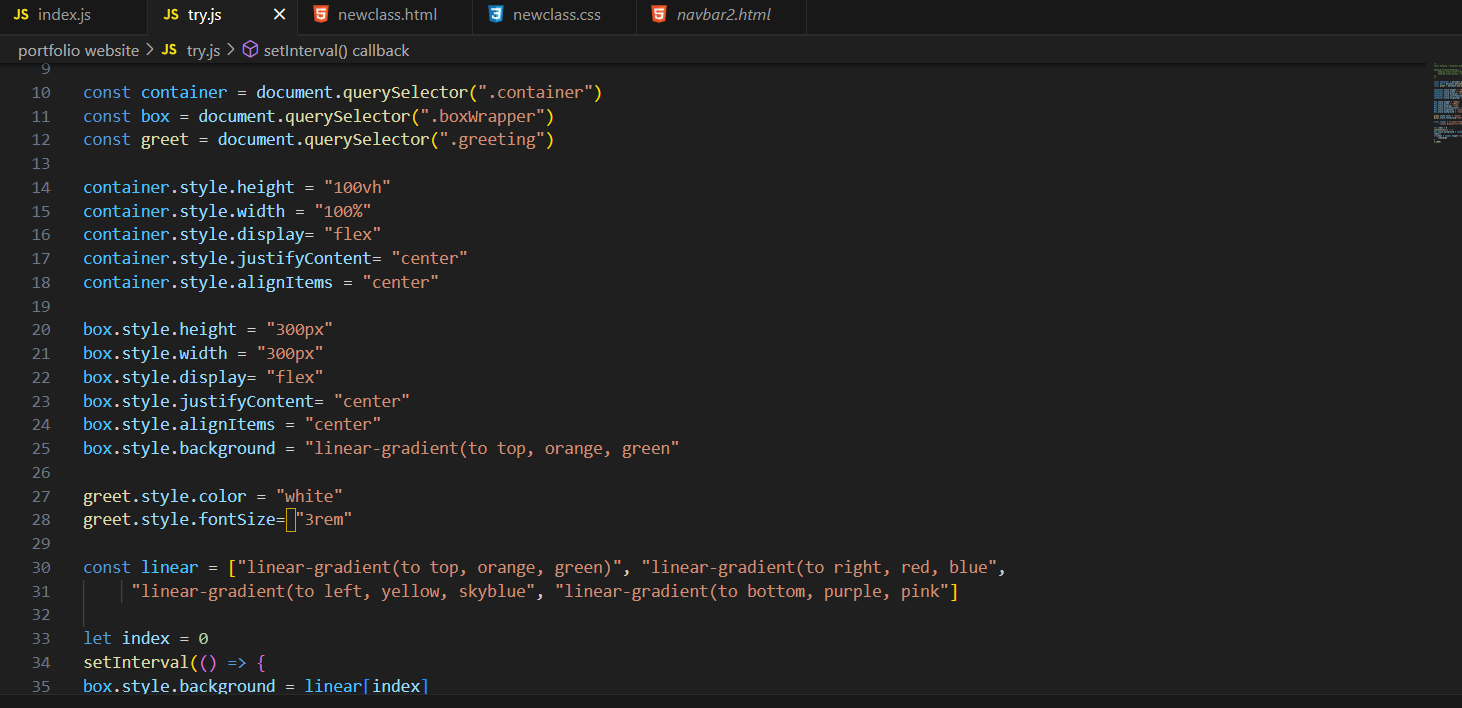 JS index.js JS try.js × newclass.html newclass.css navbar2.html
portfolio website > JS try.js > setInterval() callback
9
10 const container = document.querySelector(".container")
11 const box = document.querySelector(".boxWrapper")
12 const greet = document.querySelector(".greeting")
13
14 container.style.height = "100vh"
15 container.style.width = "100%"
16 container.style.display= "flex"
17 container.style.justifyContent= "center"
18 container.style.alignItems = "center"
19
20 box.style.height = "300px"
21 box.style.width = "300px"
22 box.style.display= "flex"
23 box.style.justifyContent= "center"
24 box.style.alignItems = "center"
25 box.style.background = "linear-gradient(to top, orange, green"
26
27 greet.style.color = "white"
28 greet.style.fontSize= "3rem"
29
30 const linear = ["linear-gradient(to top, orange, green)", "linear-gradient(to right, red, blue",
31 "linear-gradient(to left, yellow, skyblue", "linear-gradient(to bottom, purple, pink"]
32
33 let index = 0
34 setInterval(() => {
35 box.style.background = linear[index]